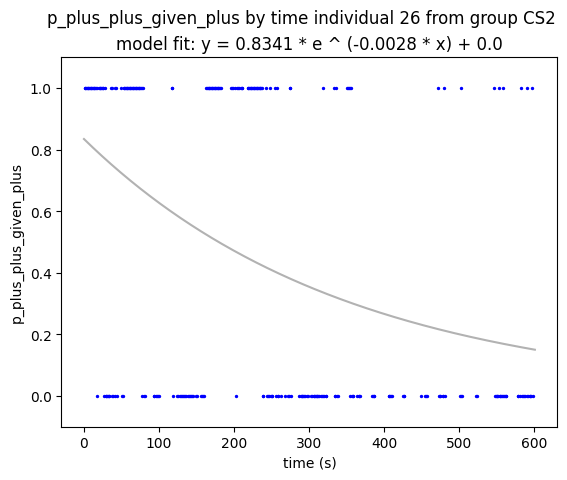 p_plus_plus_given_plus by time individual 26 from group CS2
model fit: y = 0.8341 * e ^ (-0.0028 * x) + 0.0
1.0
0.8
0.6
0.4
0.2
0.0
p_plus_plus_given_plus
0 100 200 300 400 500 600
time (s)